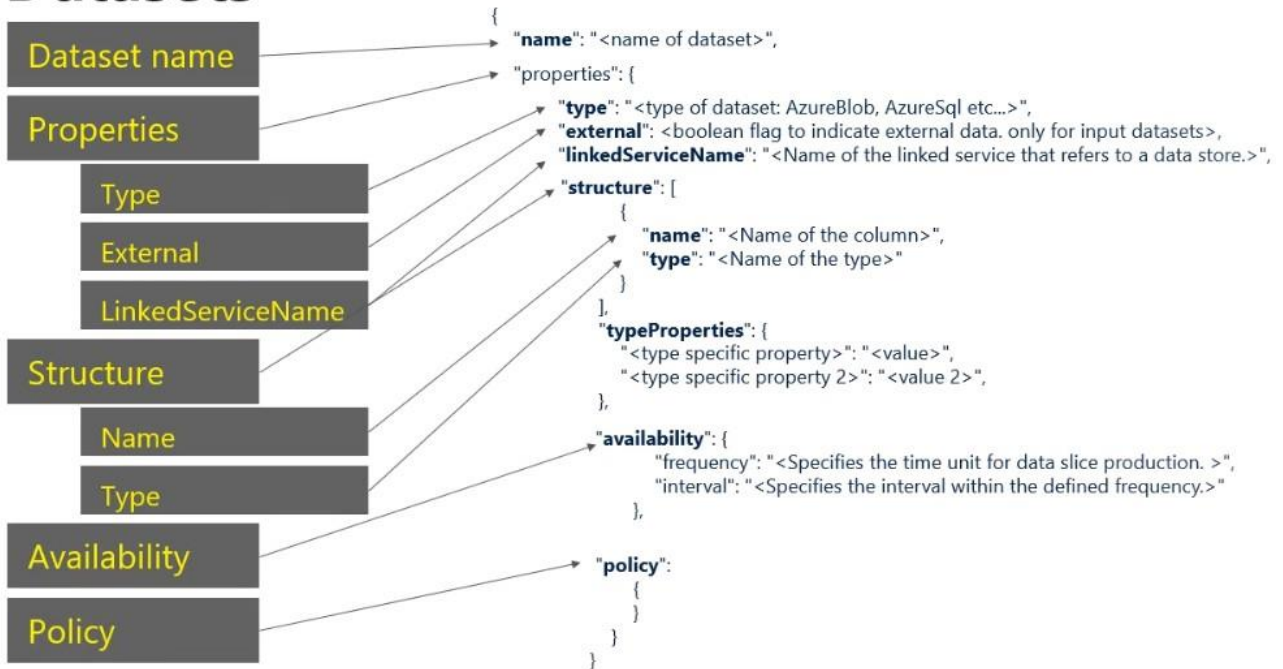 Dataset name
Properties
Type
External
LinkedServiceName
Structure
Name
Type
Availability
Policy
{
"name": "<name of dataset>",
"properties": {
"type": "<type of dataset: AzureBlob, AzureSql etc...>",
"external": <boolean flag to indicate external data. only for input datasets>,
"linkedServiceName": "<Name of the linked service that refers to a data store.>",
"structure": [
{
"name": "<Name of the column>",
"type": "<Name of the type>"
}
],
"typeProperties": {
"<type specific property>": "<value>",
"<type specific property 2>": "<value 2>",
},
"availability": {
"frequency": "<Specifies the time unit for data slice production. >",
"interval": "<Specifies the interval within the defined frequency.>"
},
"policy":
{
}
}
}